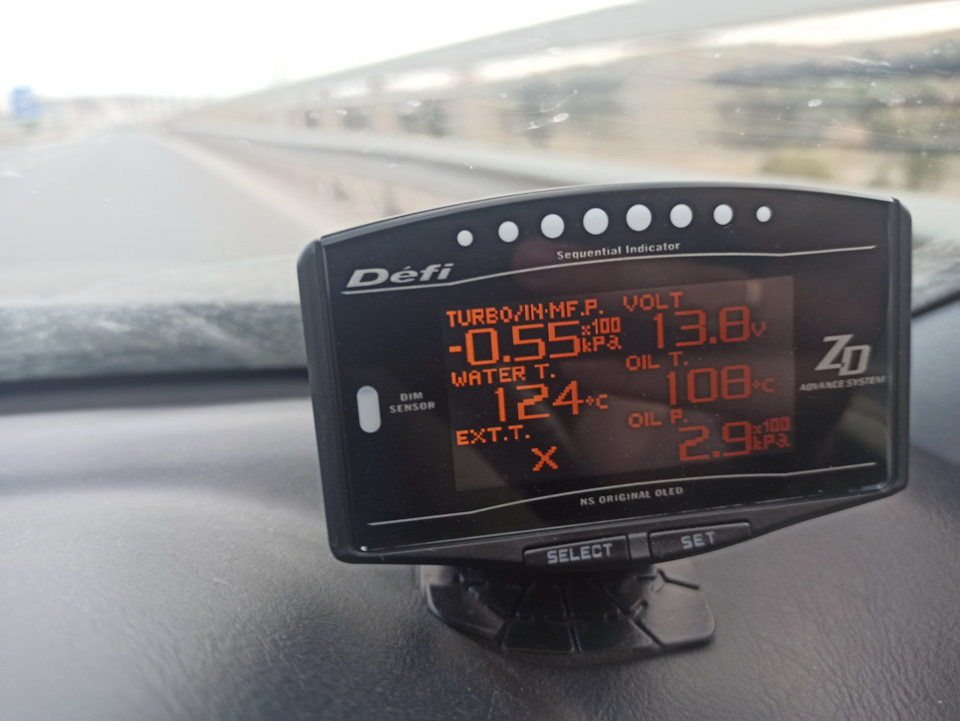 Sequential Indicator
Défi
TURBO/IN·MF.P. VOLT
-0.55 x100 kPa 13.8 v
WATER T. OIL T.
124 °C 108 °C
EXT.T. OIL P.
X 2.9 x100 kPa
DIM
SENSOR
ZD
ADVANCE SYSTEM
NS ORIGINAL OLED
SELECT SET